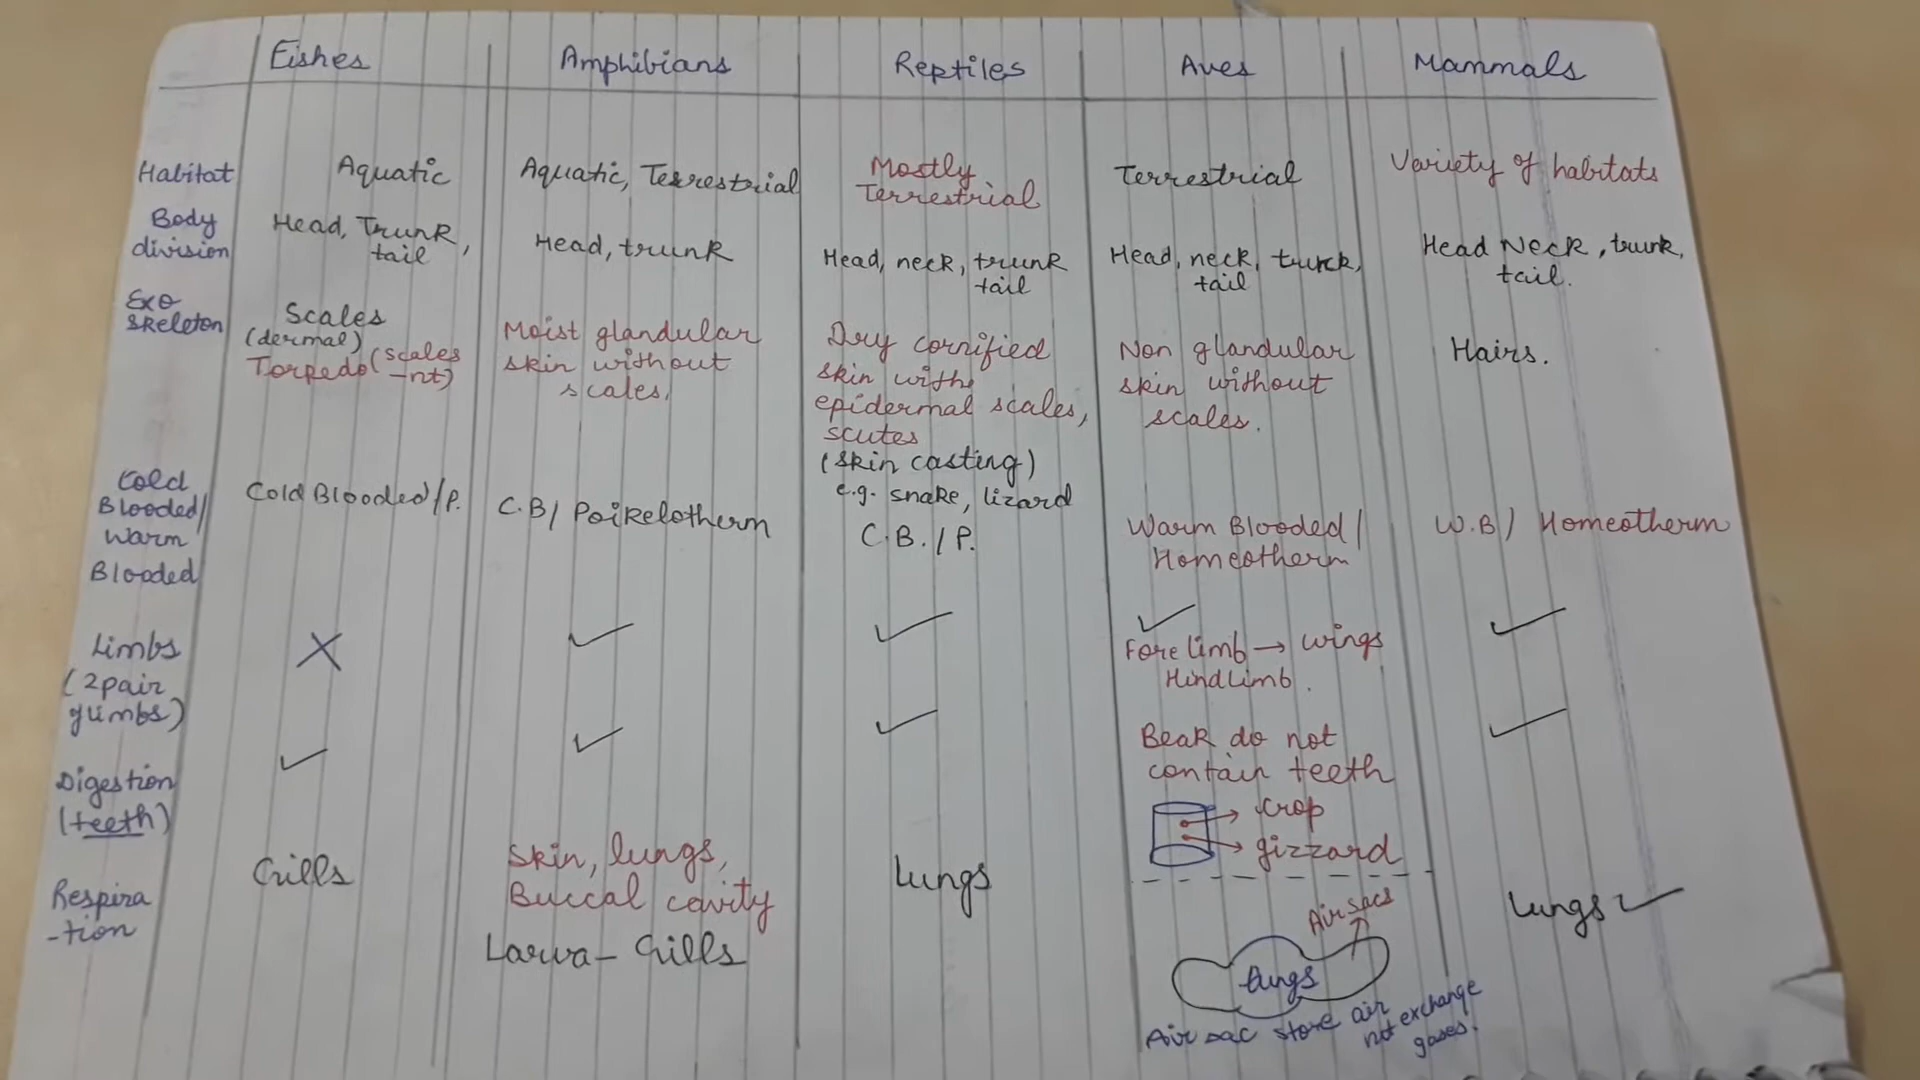 Fishes Amphibians Reptiles Aves Mammals
Habitat Aquatic Aquatic, Terrestrial Mostly Terrestrial Terrestrial Variety of habitats
Body division Head, Trunk, tail Head, trunk Head, neck, trunk tail Head, neck, trunk, tail Head Neck, trunk, tail.
Exo skeleton Scales (dermal) Torpedo (scales -nt) Moist glandular skin without scales, Dry cornified skin with epidermal scales, scutes (skin casting) e.g. snake, lizard Non glandular skin without scales. Hairs.
Cold Blooded/ Warm Blooded Cold Blooded/P. C.B/ Poikelotherm C.B./P. Warm Blooded/ Homeotherm W.B/ Homeotherm
Limbs (2pair limbs) X ✓ ✓ ✓ Forelimb → wings Hindlimb. ✓
Digestion (teeth) ✓ ✓ ✓ Beak do not contain teeth → crop → gizzard ✓
Respira -tion Gills Skin, lungs, Buccal cavity Larva - Gills Lungs Air sacs lungs Air sac store air not exchange gases. Lungs ✓